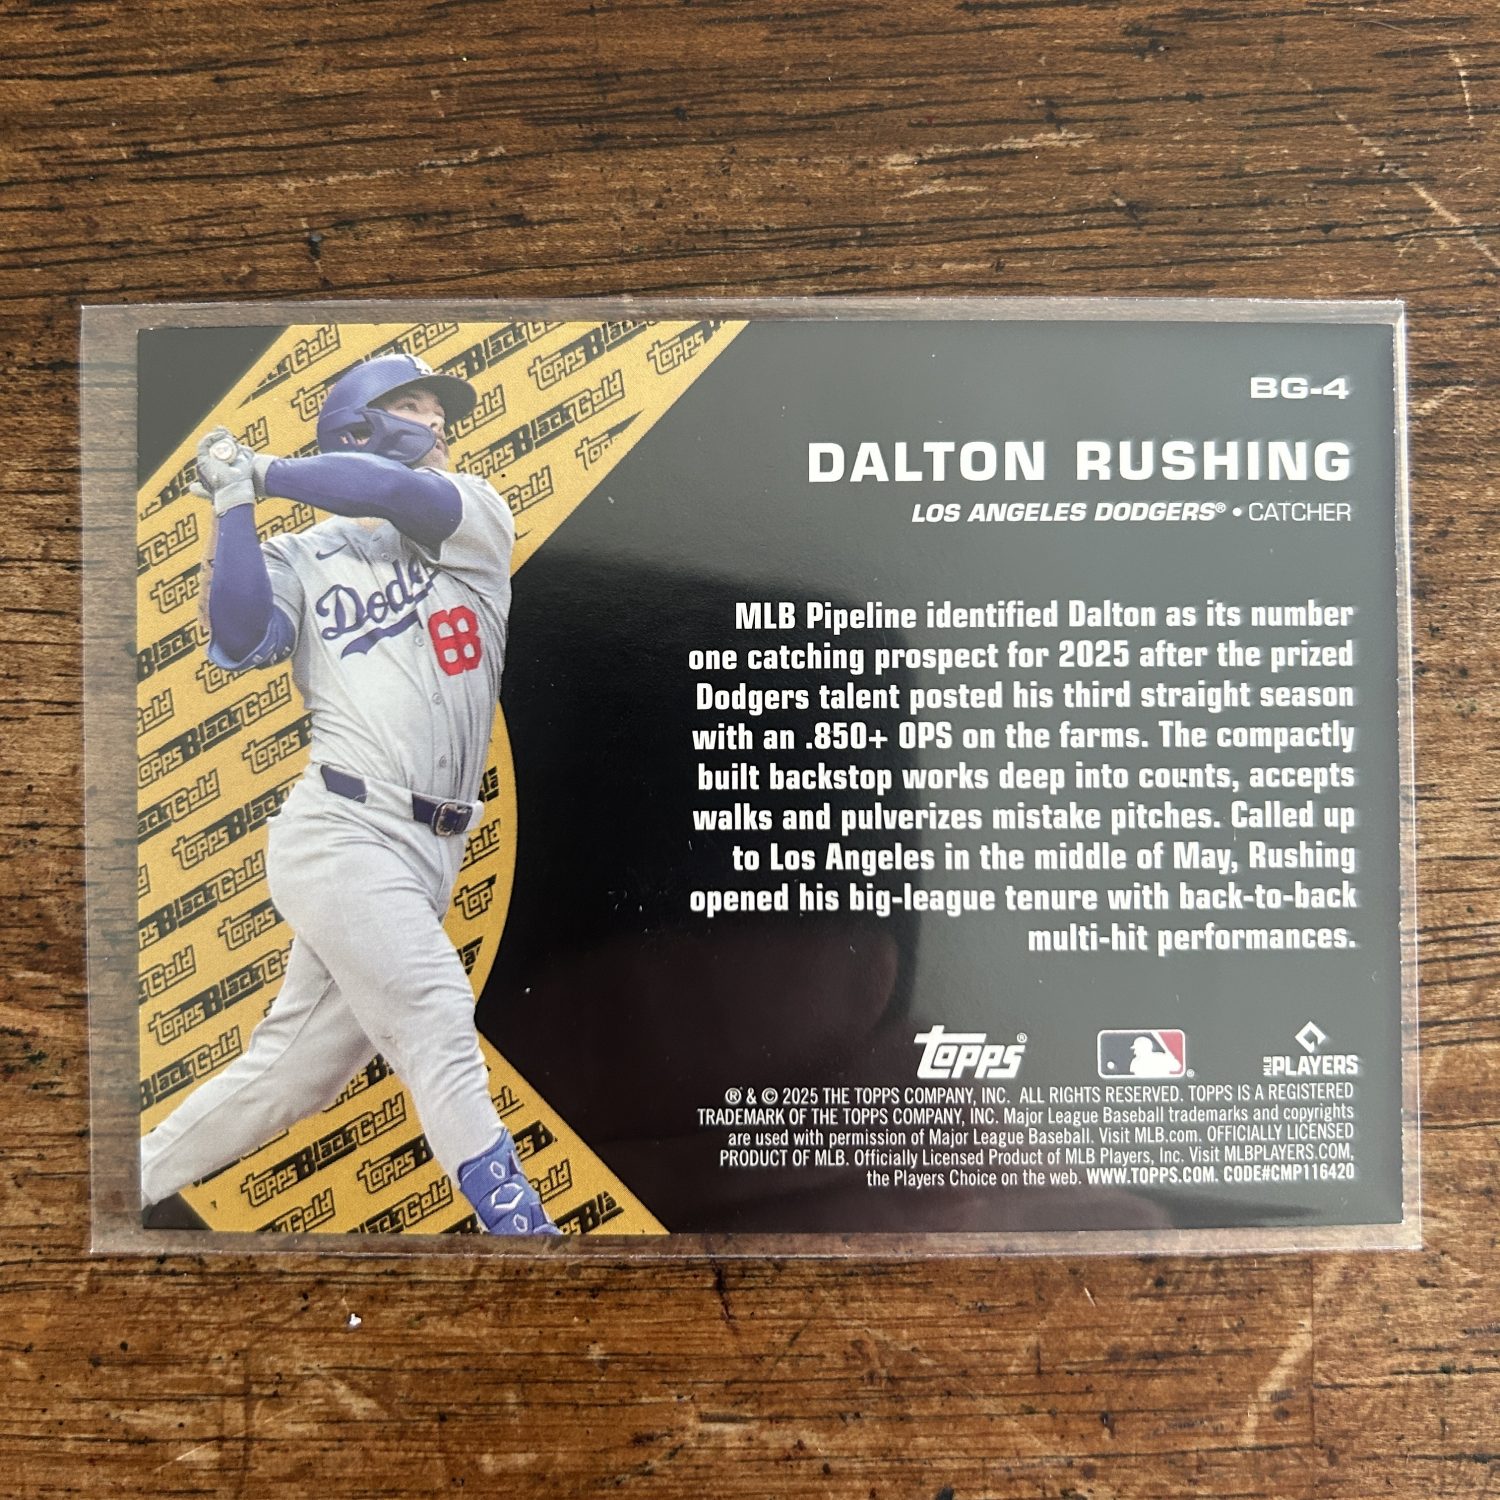 BG-4
DALTON RUSHING
LOS ANGELES DODGERS® • CATCHER
MLB Pipeline identified Dalton as its number
one catching prospect for 2025 after the prized
Dodgers talent posted his third straight season
with an .850+ OPS on the farms. The compactly
built backstop works deep into counts, accepts
walks and pulverizes mistake pitches. Called up
to Los Angeles in the middle of May, Rushing
opened his big-league tenure with back-to-back
multi-hit performances.
Topps®
MLB PLAYERS
® & © 2025 THE TOPPS COMPANY, INC. ALL RIGHTS RESERVED. TOPPS IS A REGISTERED
TRADEMARK OF THE TOPPS COMPANY, INC. Major League Baseball trademarks and copyrights
are used with permission of Major League Baseball. Visit MLB.com. OFFICIALLY LICENSED
PRODUCT OF MLB. Officially Licensed Product of MLB Players, Inc. Visit MLBPLAYERS.COM,
the Players Choice on the web. WWW.TOPPS.COM. CODE#CMP116420
Dod
68
Topps Black Gold